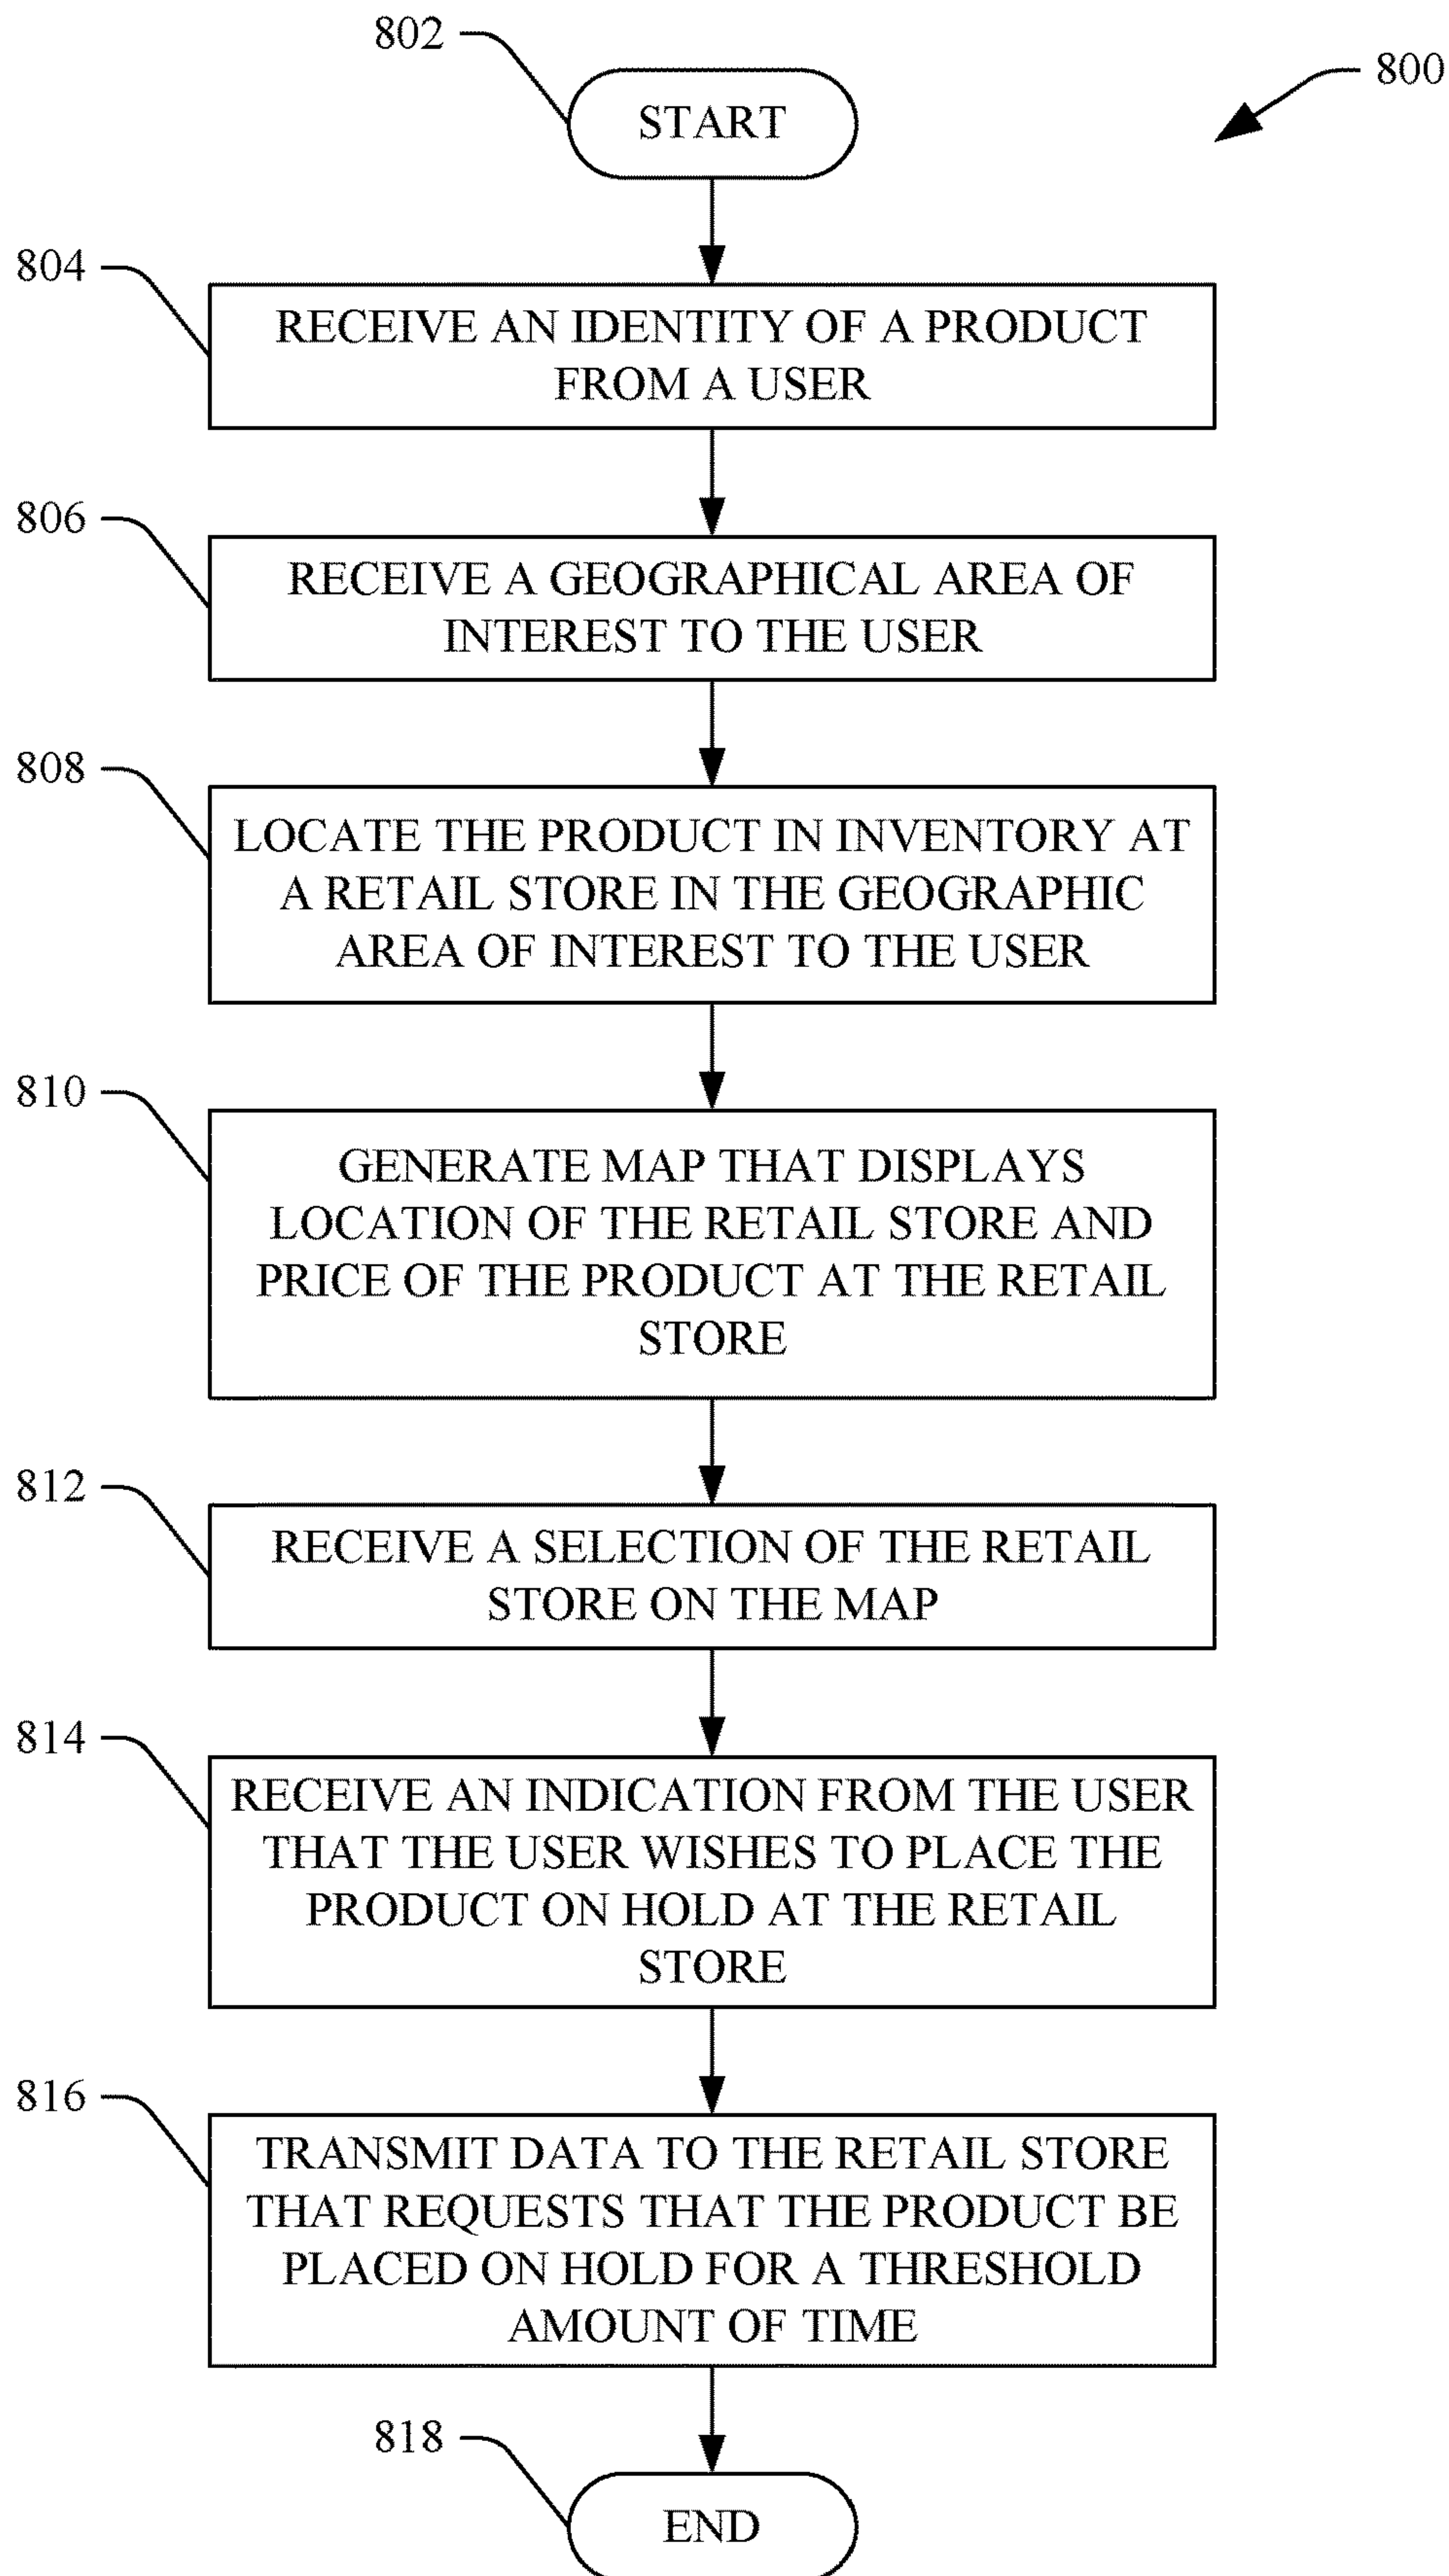 802
START
800
804
RECEIVE AN IDENTITY OF A PRODUCT
FROM A USER
806
RECEIVE A GEOGRAPHICAL AREA OF
INTEREST TO THE USER
808
LOCATE THE PRODUCT IN INVENTORY AT
A RETAIL STORE IN THE GEOGRAPHIC
AREA OF INTEREST TO THE USER
810
GENERATE MAP THAT DISPLAYS
LOCATION OF THE RETAIL STORE AND
PRICE OF THE PRODUCT AT THE RETAIL
STORE
812
RECEIVE A SELECTION OF THE RETAIL
STORE ON THE MAP
814
RECEIVE AN INDICATION FROM THE USER
THAT THE USER WISHES TO PLACE THE
PRODUCT ON HOLD AT THE RETAIL
STORE
816
TRANSMIT DATA TO THE RETAIL STORE
THAT REQUESTS THAT THE PRODUCT BE
PLACED ON HOLD FOR A THRESHOLD
AMOUNT OF TIME
818
END